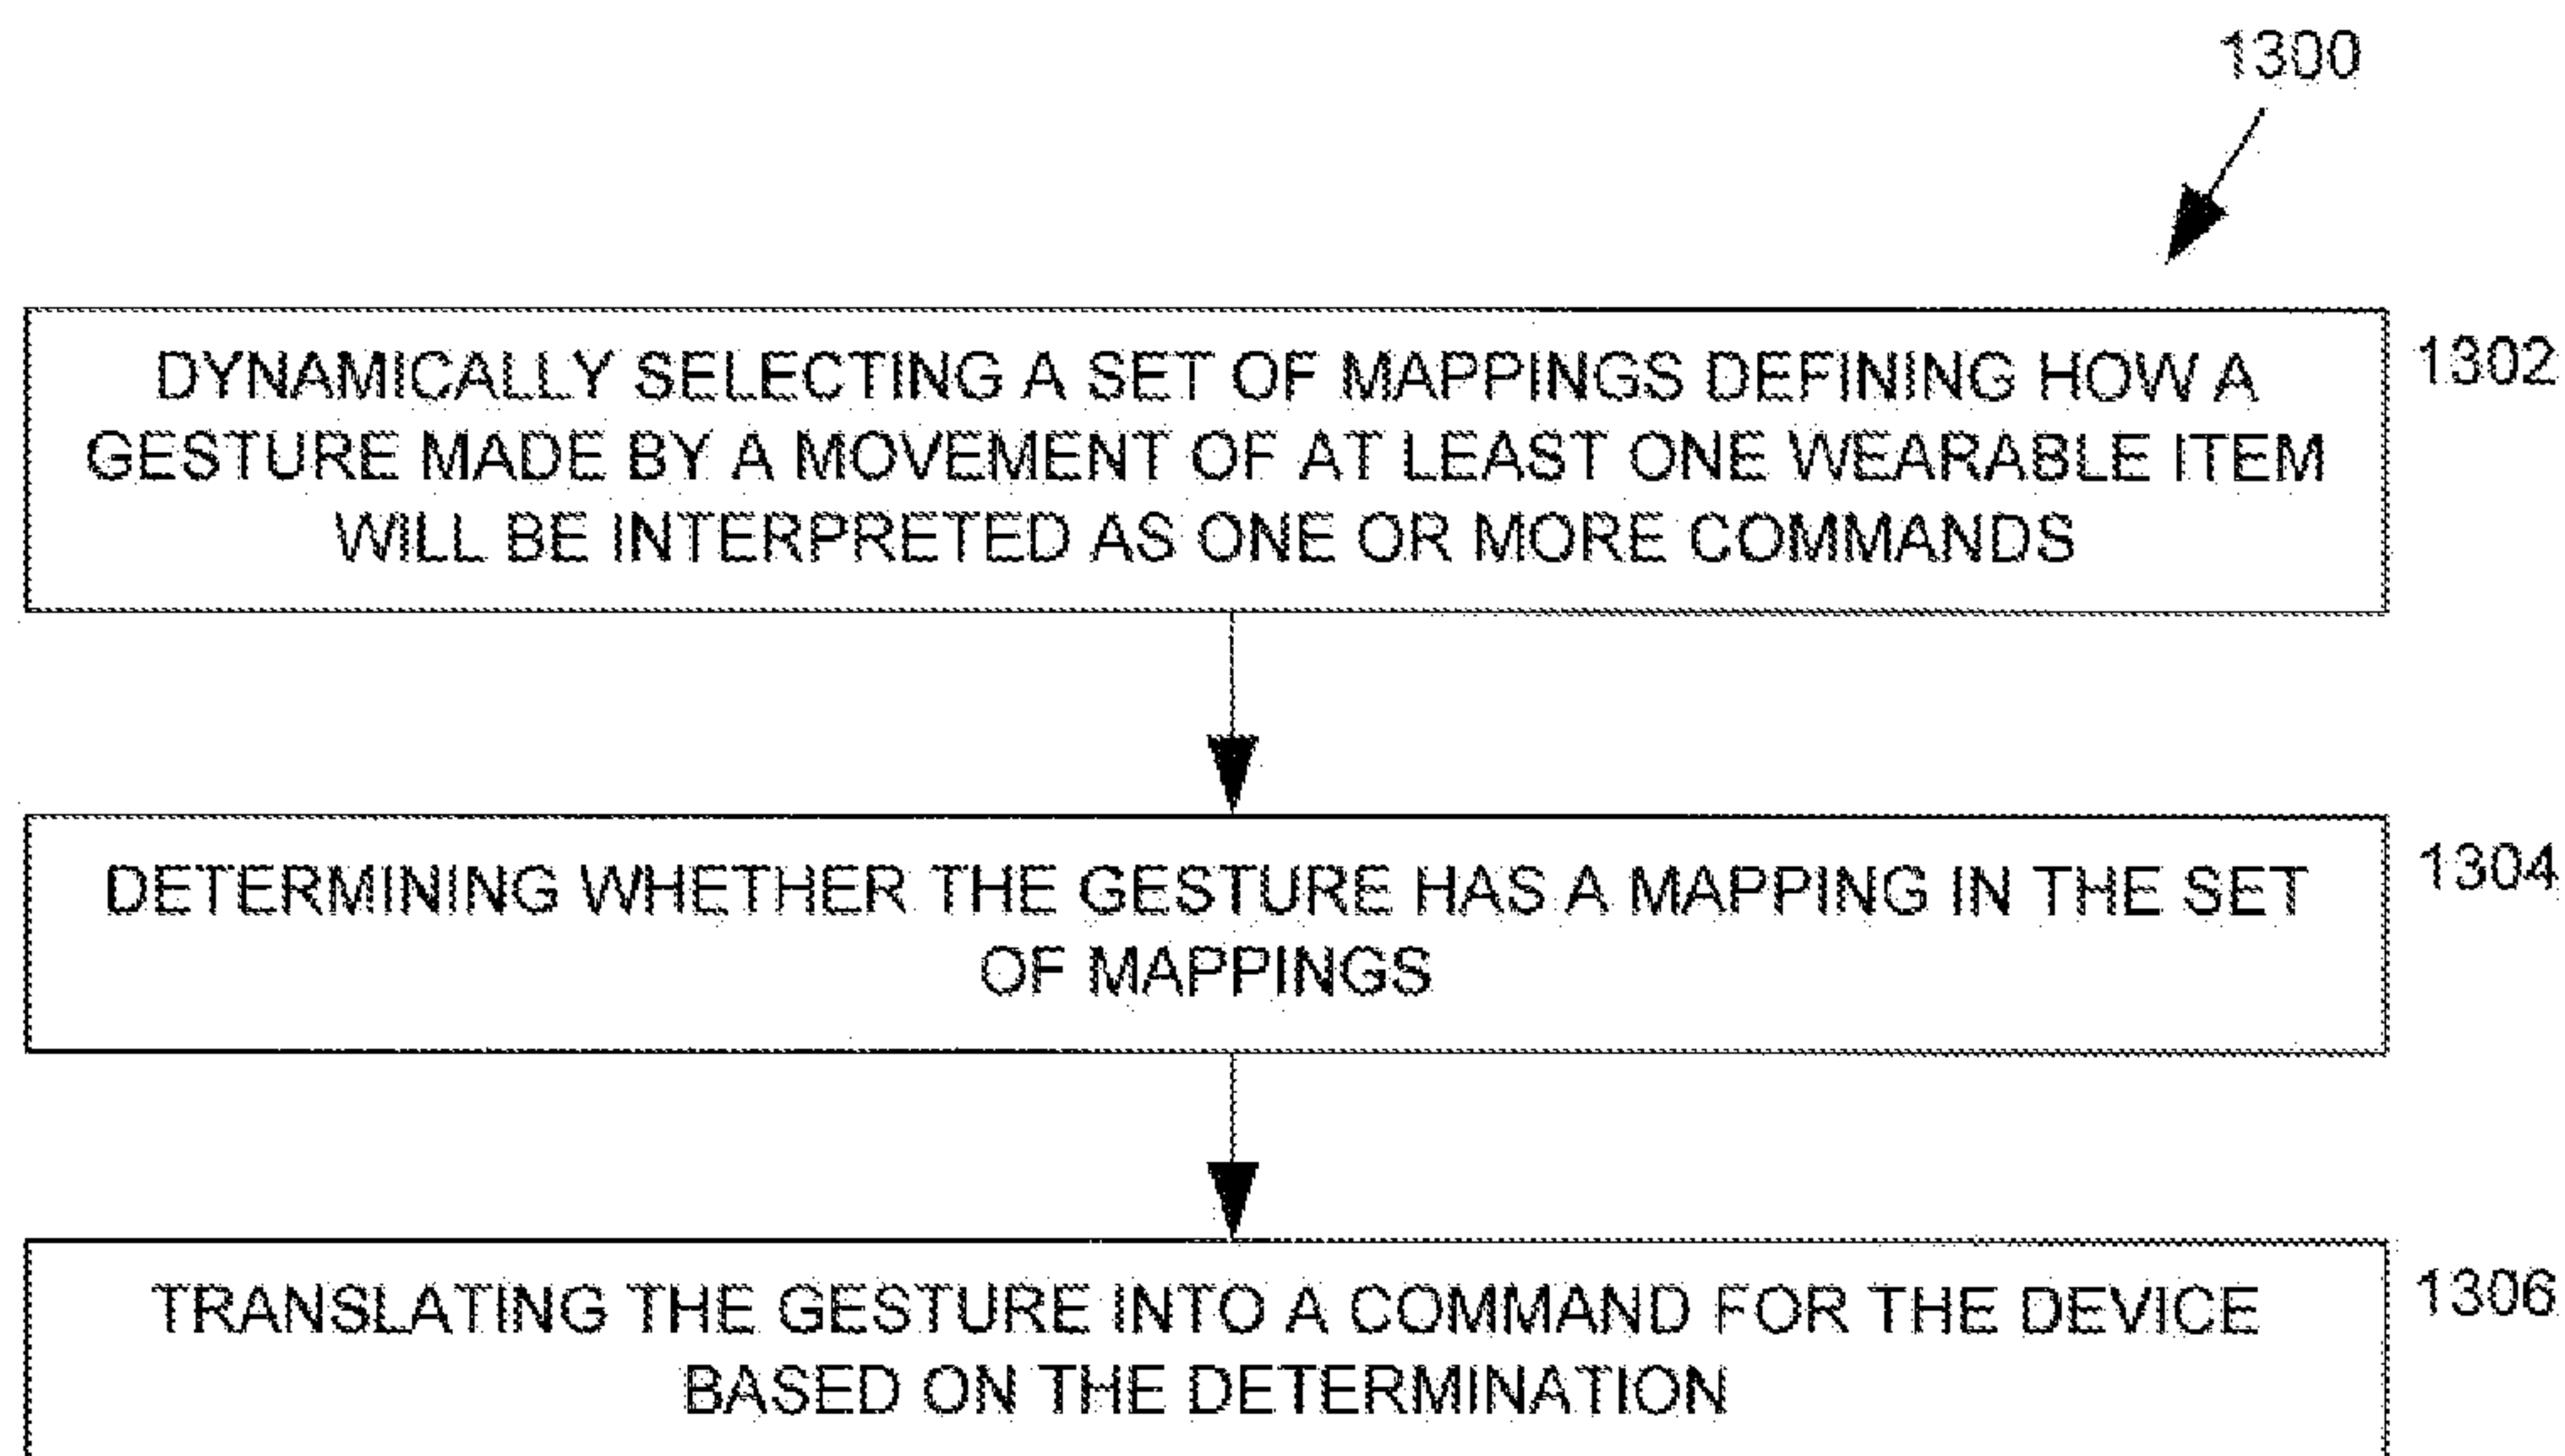 1300
DYNAMICALLY SELECTING A SET OF MAPPINGS DEFINING HOW A
1302
GESTURE MADE BY A MOVEMENT OF AT LEAST ONE WEARABLE ITEM
WILL BE INTERPRETED AS ONE OR MORE COMMANDS
DETERMINING WHETHER THE GESTURE HAS A MAPPING IN THE SET
1304
OF MAPPINGS
TRANSLATING THE GESTURE INTO A COMMAND FOR THE DEVICE
1306
BASED ON THE DETERMINATION